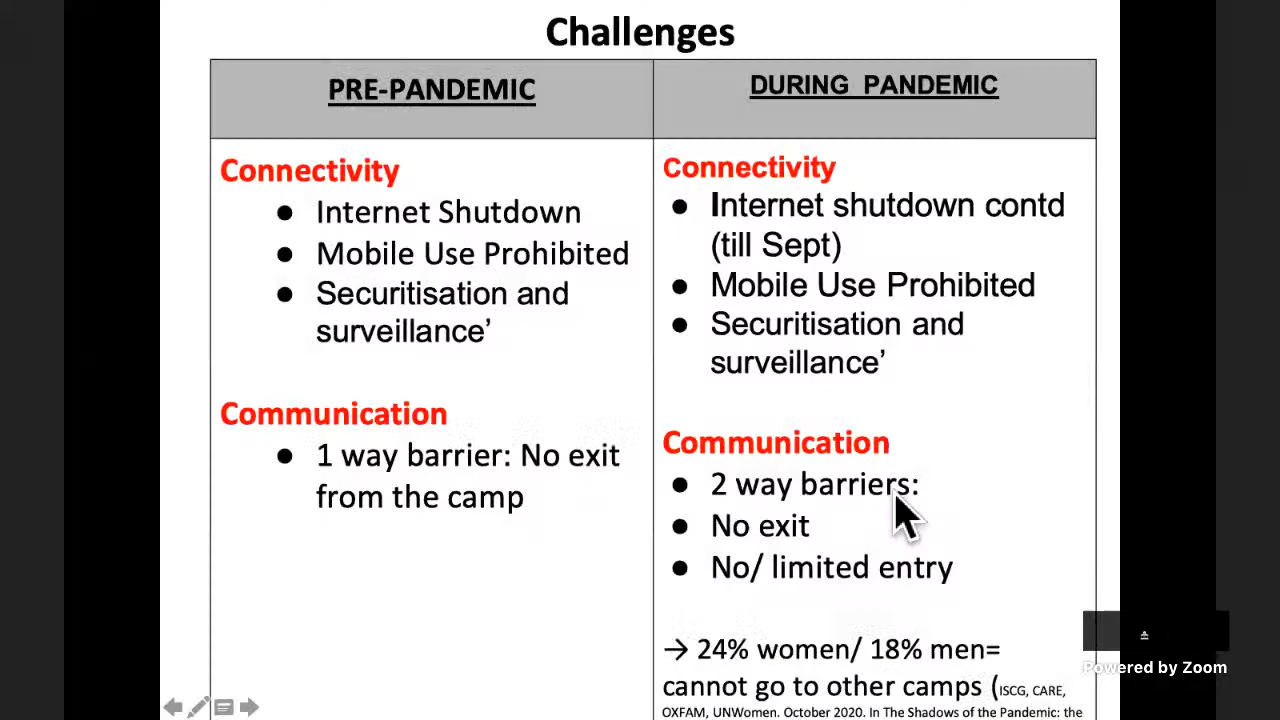 Challenges
PRE-PANDEMIC
Connectivity
● Internet Shutdown
● Mobile Use Prohibited
● Securitisation and
surveillance’
Communication
● 1 way barrier: No exit
from the camp
DURING PANDEMIC
Connectivity
● Internet shutdown contd
(till Sept)
● Mobile Use Prohibited
● Securitisation and
surveillance’
Communication
● 2 way barriers:
● No exit
● No/ limited entry
→ 24% women/ 18% men=
cannot go to other camps (ISCG, CARE,
OXFAM, UNWomen. October 2020. In The Shadows of the Pandemic: the
Powered by Zoom